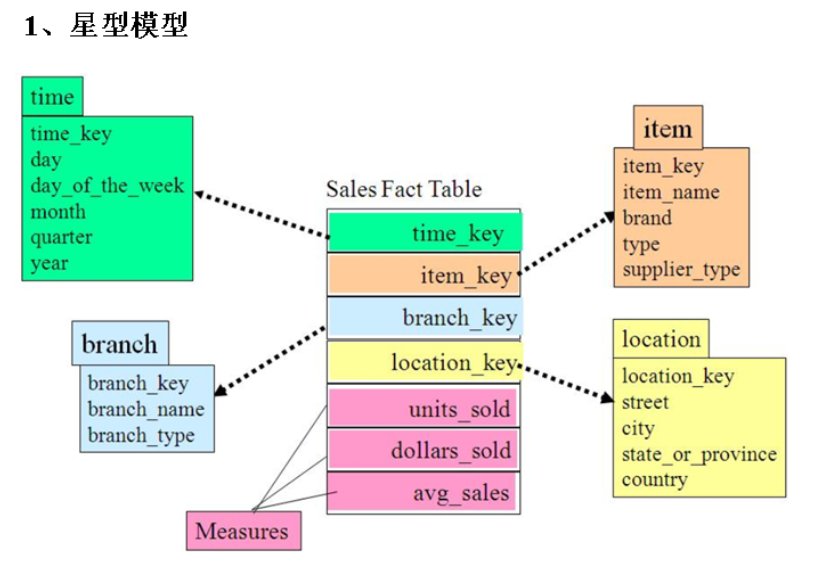 1、星型模型
time
time_key
day
day_of_the_week
month
quarter
year
branch
branch_key
branch_name
branch_type
Sales Fact Table
time_key
item_key
branch_key
location_key
units_sold
dollars_sold
avg_sales
Measures
item
item_key
item_name
brand
type
supplier_type
location
location_key
street
city
state_or_province
country